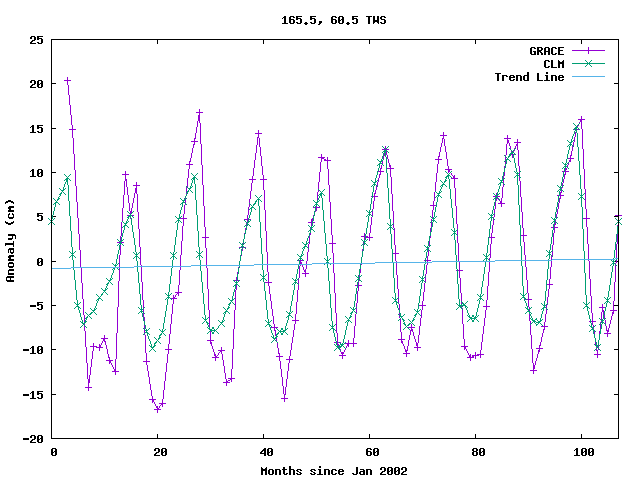 165.5, 60.5 TWS
GRACE
CLM
Trend Line
Anomaly (cm)
25
20
15
10
5
0
-5
-10
-15
-20
0 20 40 60 80 100
Months since Jan 2002